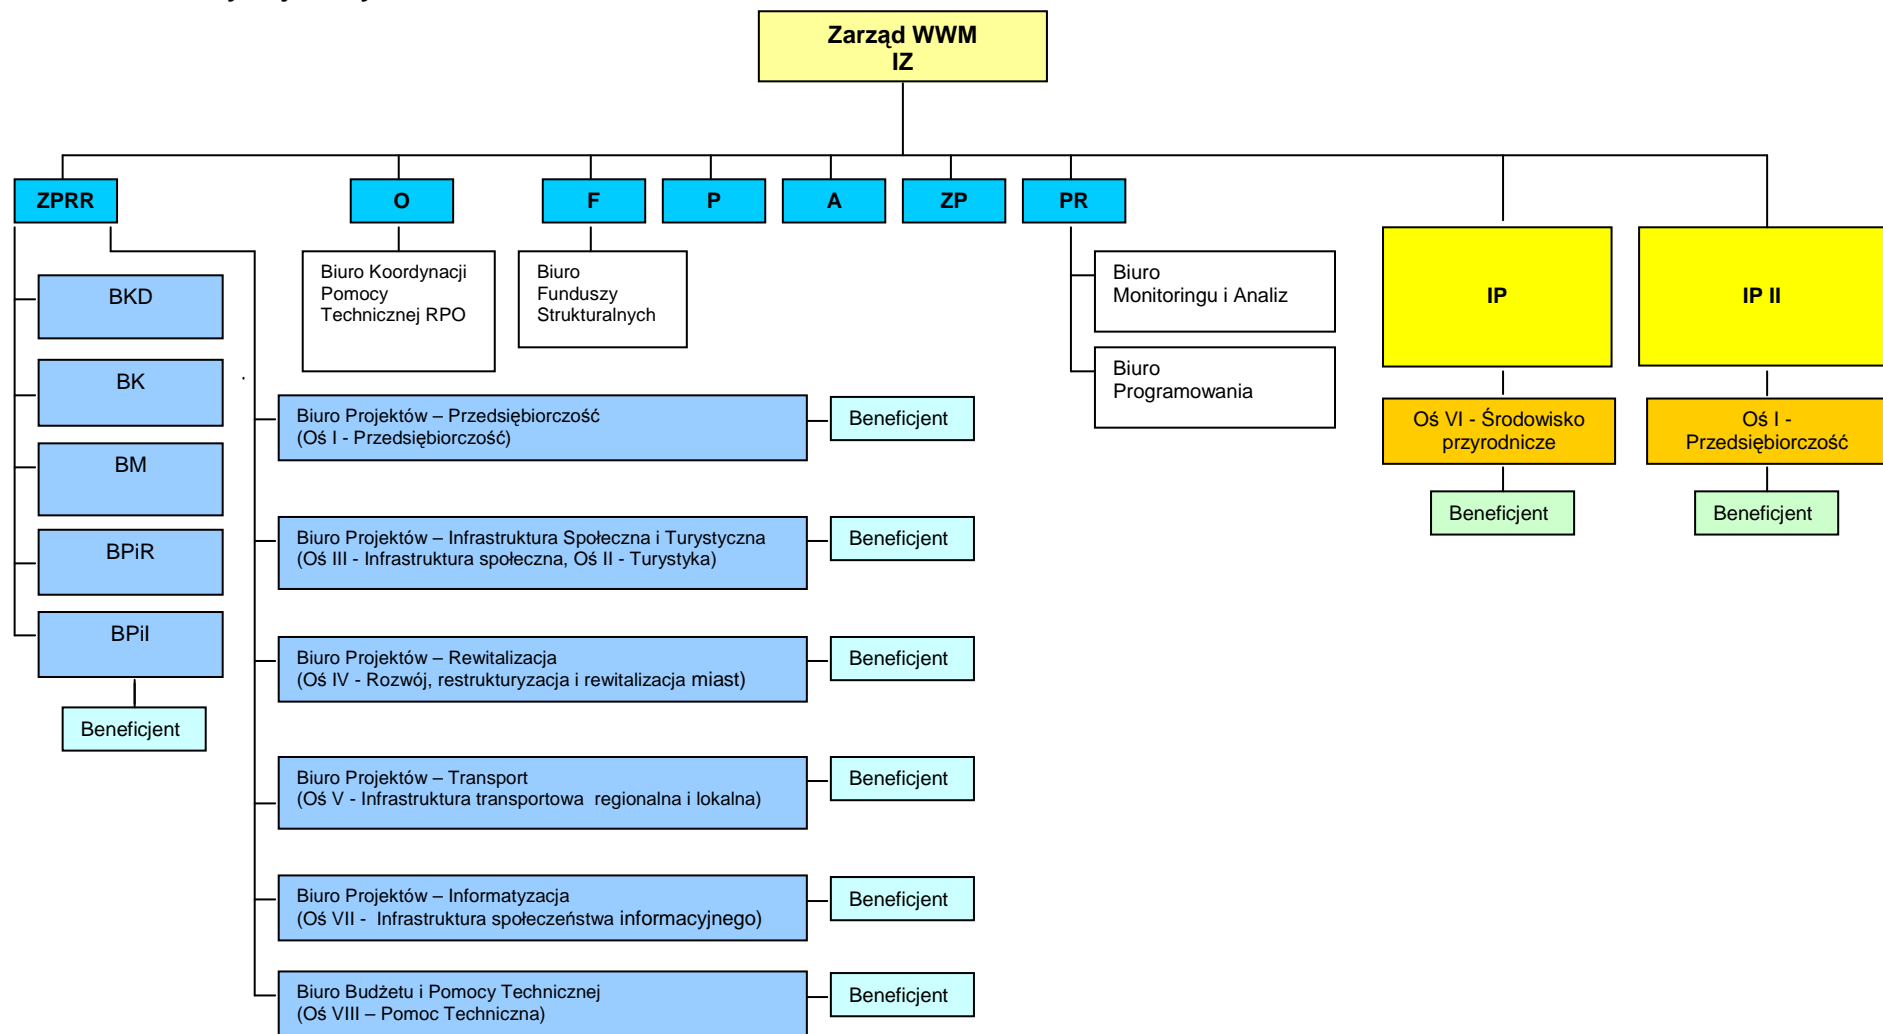 Zarząd WWM
IZ
ZPRR
O
F
P
A
ZP
PR
BKD
BK
BM
BPiR
BPiI
Beneficjent
Biuro Koordynacji
Pomocy
Technicznej RPO
Biuro
Funduszy
Strukturalnych
Biuro
Monitoringu i Analiz
Biuro
Programowania
IP
IP II
Oś VI - Środowisko
przyrodnicze
Oś I -
Przedsiębiorczość
Beneficjent
Beneficjent
Biuro Projektów – Przedsiębiorczość
(Oś I - Przedsiębiorczość)
Beneficjent
Biuro Projektów – Infrastruktura Społeczna i Turystyczna
(Oś III - Infrastruktura społeczna, Oś II - Turystyka)
Beneficjent
Biuro Projektów – Rewitalizacja
(Oś IV - Rozwój, restrukturyzacja i rewitalizacja miast)
Beneficjent
Biuro Projektów – Transport
(Oś V - Infrastruktura transportowa regionalna i lokalna)
Beneficjent
Biuro Projektów – Informatyzacja
(Oś VII - Infrastruktura społeczeństwa informacyjnego)
Beneficjent
Biuro Budżetu i Pomocy Technicznej
(Oś VIII – Pomoc Techniczna)
Beneficjent